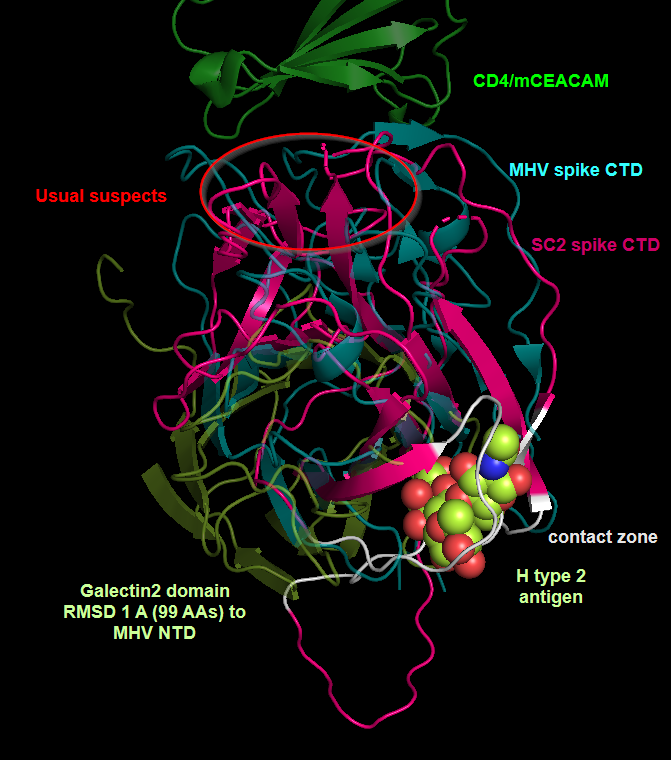 CD4/mCEACAM
MHV spike CTD
Usual suspects
SC2 spike CTD
contact zone
H type 2
antigen
Galectin2 domain
RMSD 1 A (99 AAs) to
MHV NTD